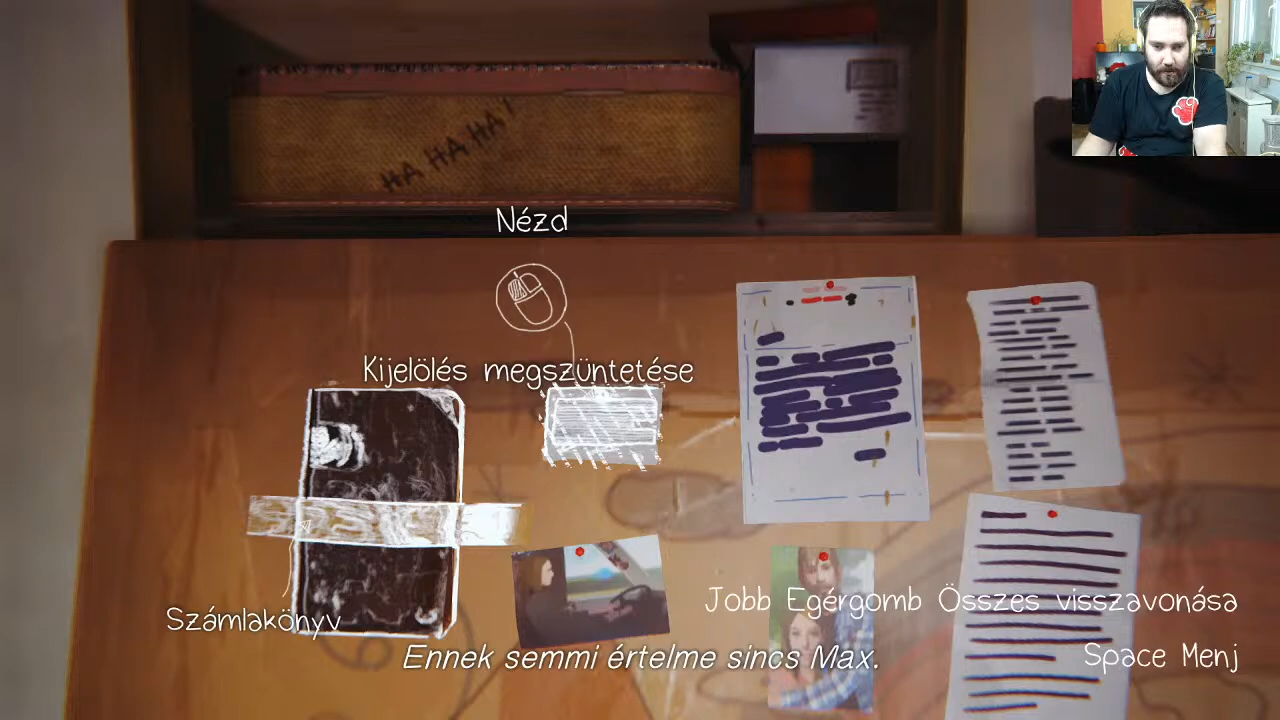 HA HA HA!
Nézd
Kijelölés megszüntetése
Számlakönyv
Jobb Egérgomb Összes visszavonása
Ennek semmi értelme sincs Max.
Space Menj